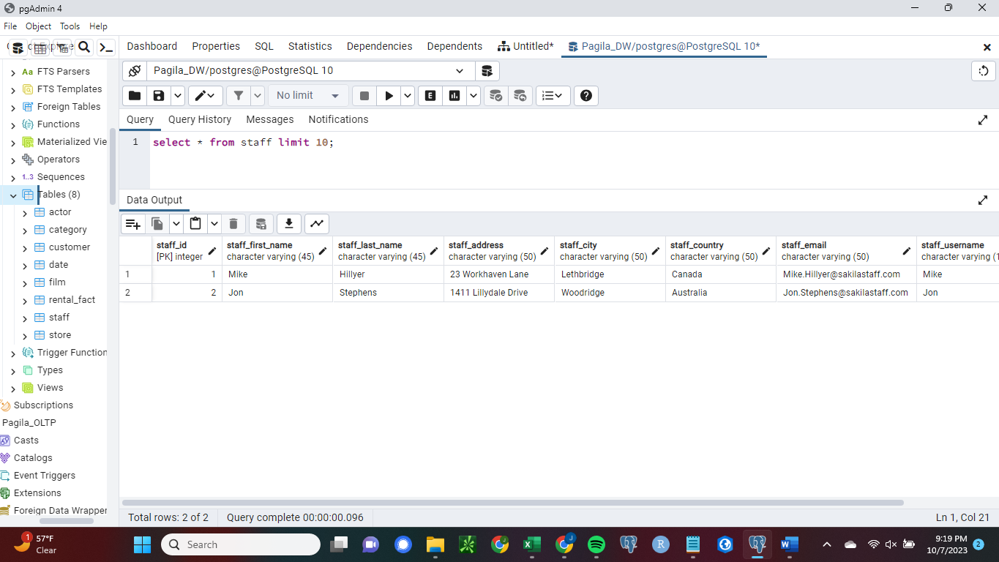 pgAdmin 4
File Object Tools Help
Dashboard Properties SQL Statistics Dependencies Dependents Untitled* Pagila_DW/postgres@PostgreSQL 10*
Pagila_DW/postgres@PostgreSQL 10
No limit
E
Query Query History Messages Notifications
1 select * from staff limit 10;
Aa FTS Parsers
FTS Templates
Foreign Tables
Functions
Materialized Vie
Operators
1..3 Sequences
Tables (8)
actor
category
customer
date
film
rental_fact
staff
store
Trigger Function
Types
Views
Subscriptions
Pagila_OLTP
Casts
Catalogs
Event Triggers
Extensions
Foreign Data Wrapper
Data Output
staff_id staff_first_name staff_last_name staff_address staff_city staff_country staff_email staff_username
[PK] integer character varying (45) character varying (45) character varying (50) character varying (50) character varying (50) character varying (50) character varying (1
1 1 Mike Hillyer 23 Workhaven Lane Lethbridge Canada Mike.Hillyer@sakilastaff.com Mike
2 2 Jon Stephens 1411 Lillydale Drive Woodridge Australia Jon.Stephens@sakilastaff.com Jon
Total rows: 2 of 2 Query complete 00:00:00.096 Ln 1, Col 21
1 57°F
Clear
Search
J
R
9:19 PM
10/7/2023
2